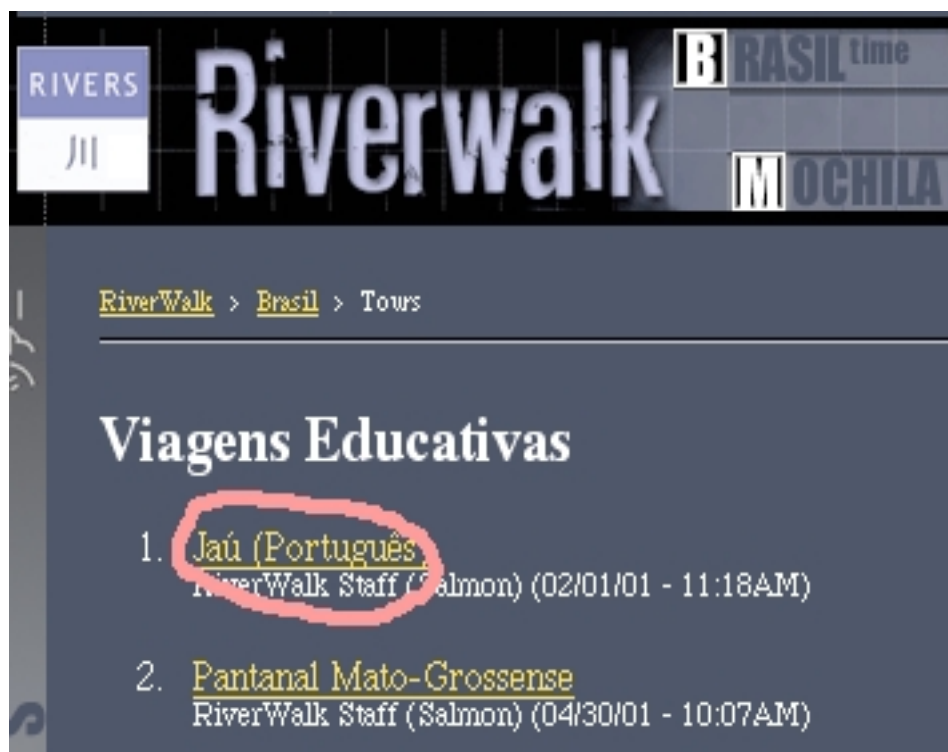 RIVERS
川
Riverwalk
BRASIL time
MOCHILA
RiverWalk > Brasil > Tours
Viagens Educativas
1. Jaú (Português)
RiverWalk Staff (Salmon) (02/01/01 - 11:18AM)
2. Pantanal Mato-Grossense
RiverWalk Staff (Salmon) (04/30/01 - 10:07AM)